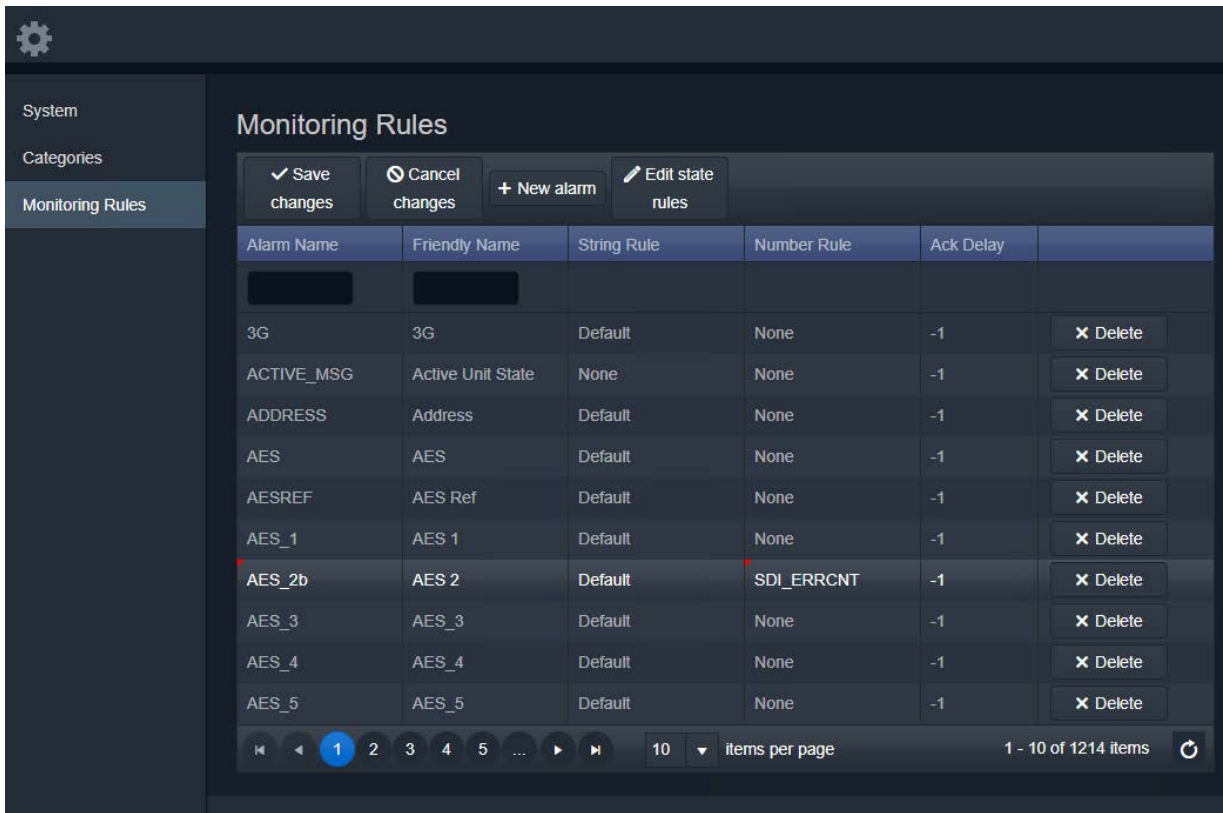 System
Categories
Monitoring Rules
Monitoring Rules
Save changes
Cancel changes
+ New alarm
Edit state rules
Alarm Name Friendly Name String Rule Number Rule Ack Delay
3G 3G Default None -1 Delete
ACTIVE_MSG Active Unit State None None -1 Delete
ADDRESS Address Default None -1 Delete
AES AES Default None -1 Delete
AESREF AES Ref Default None -1 Delete
AES_1 AES 1 Default None -1 Delete
AES_2b AES 2 Default SDI_ERRCNT -1 Delete
AES_3 AES_3 Default None -1 Delete
AES_4 AES_4 Default None -1 Delete
AES_5 AES_5 Default None -1 Delete
1 2 3 4 5 ... 10 items per page 1 - 10 of 1214 items